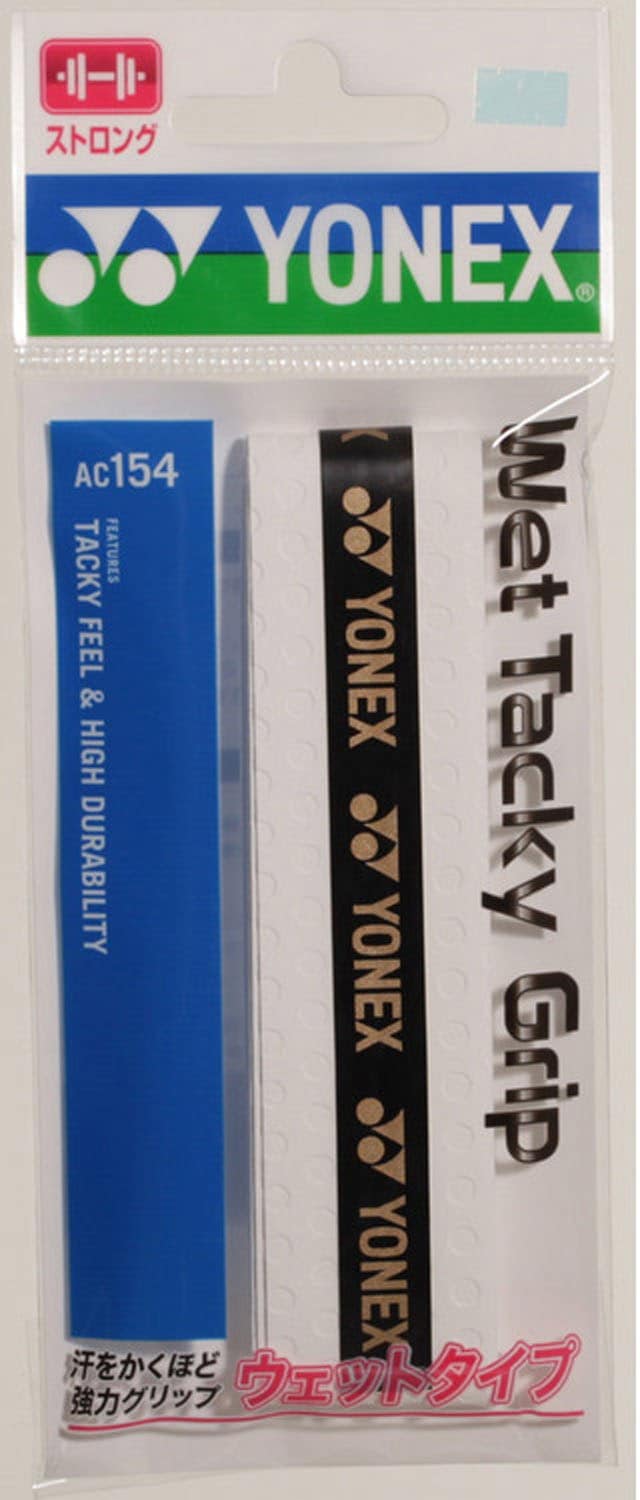 ストロング
YONEX®
AC154
FEATURES
TACKY FEEL & HIGH DURABILITY
YONEX
YONEX
YONEX
Wet Tacky Grip
汗をかくほど
強力グリップ
ウェットタイプ